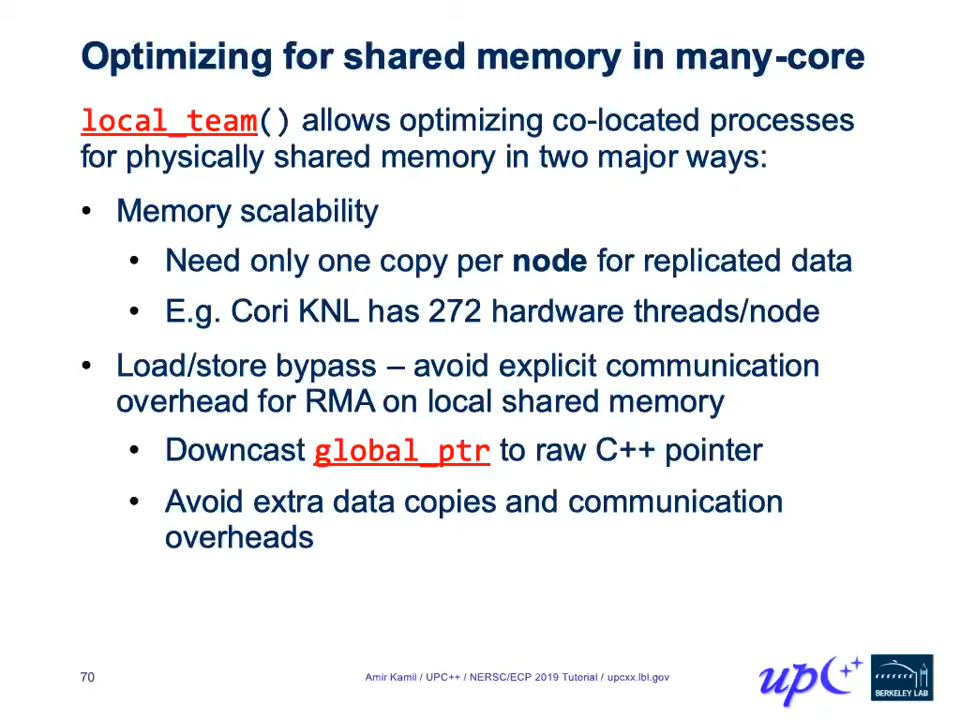 Optimizing for shared memory in many-core
local_team() allows optimizing co-located processes
for physically shared memory in two major ways:
• Memory scalability
• Need only one copy per node for replicated data
• E.g. Cori KNL has 272 hardware threads/node
• Load/store bypass – avoid explicit communication
overhead for RMA on local shared memory
• Downcast global_ptr to raw C++ pointer
• Avoid extra data copies and communication
overheads
70
Amir Kamil / UPC++ / NERSC/ECP 2019 Tutorial / upcxx.lbl.gov
upC++
BERKELEY LAB